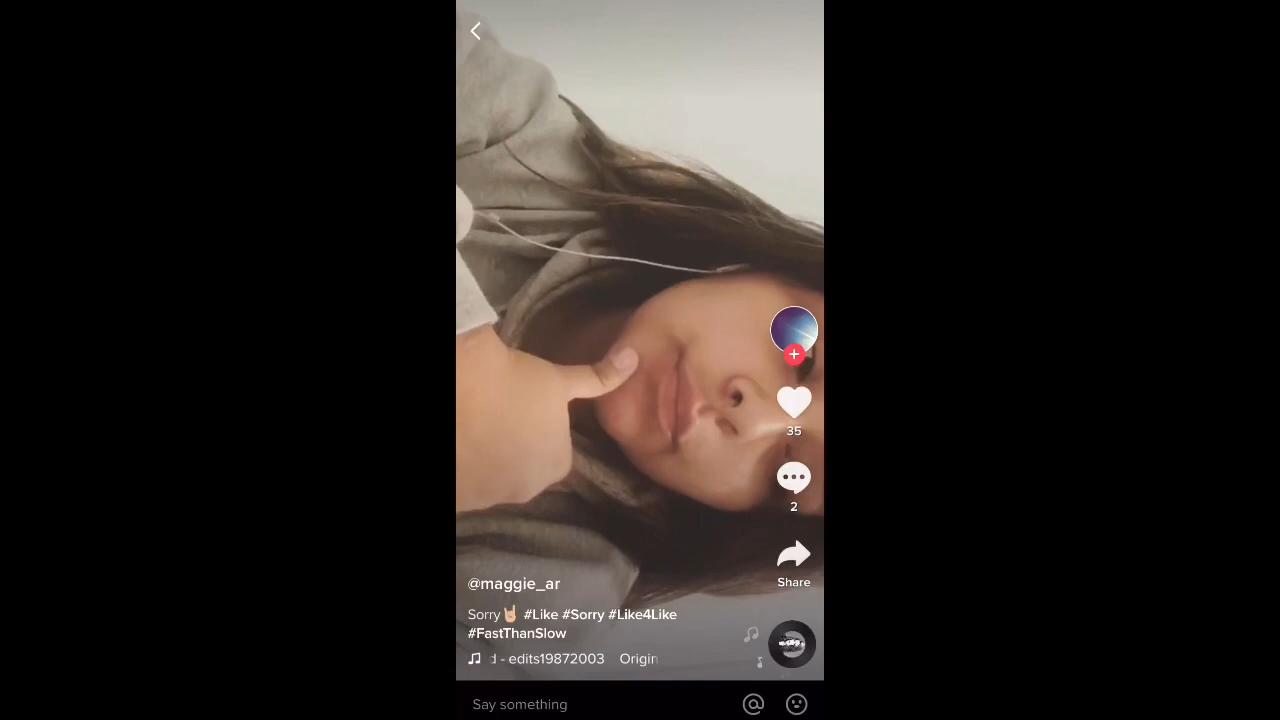 35
2
Share
@maggie_ar
Sorry🤘🏼 #Like #Sorry #Like4Like
#FastThanSlow
- edits19872003 Origin
Say something